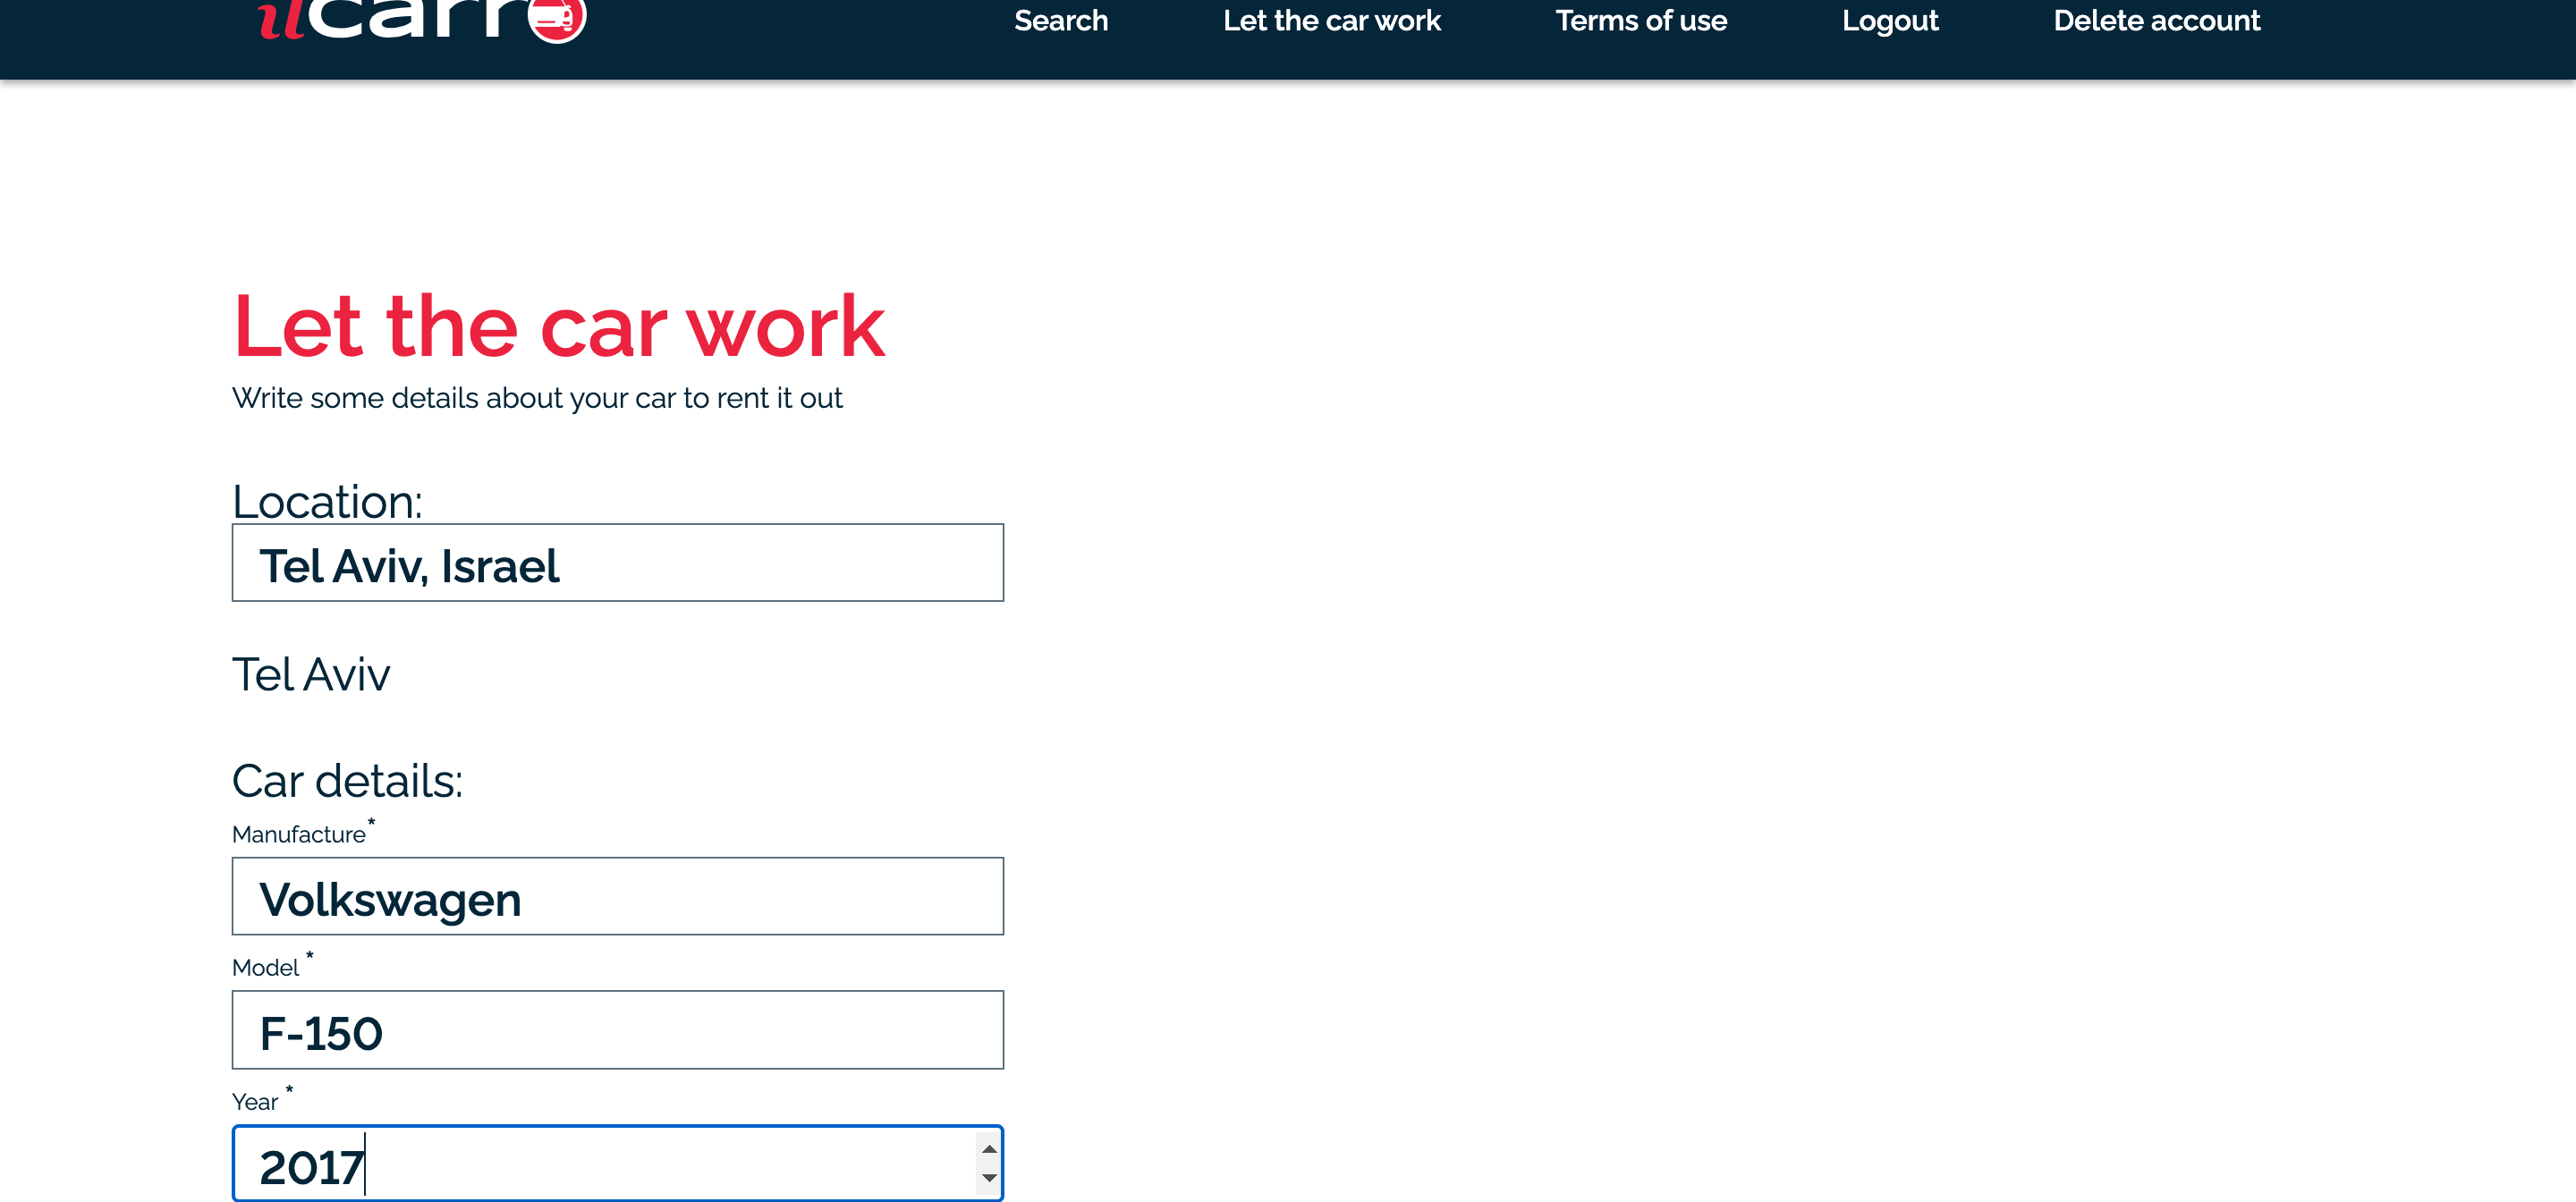 ilcarro
Search Let the car work Terms of use Logout Delete account
Let the car work
Write some details about your car to rent it out
Location:
Tel Aviv, Israel
Tel Aviv
Car details:
Manufacture*
Volkswagen
Model *
F-150
Year *
2017